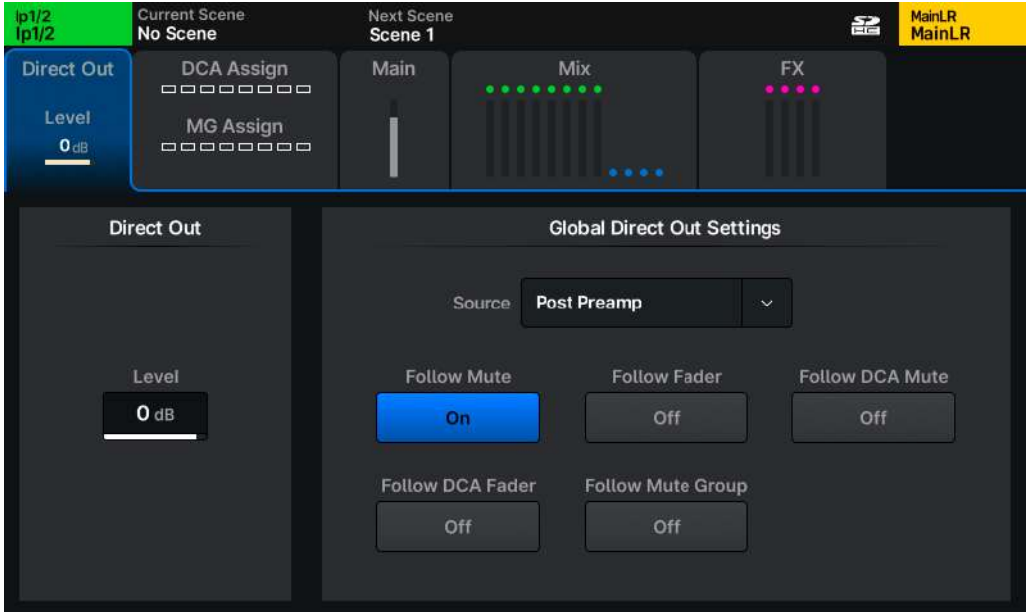 Ip1/2
Ip1/2
Current Scene
No Scene
Next Scene
Scene 1
SD
HC
MainLR
MainLR
Direct Out
Level
0 dB
DCA Assign
MG Assign
Main
Mix
FX
Direct Out
Level
0 dB
Global Direct Out Settings
Source Post Preamp
Follow Mute Follow Fader Follow DCA Mute
On Off Off
Follow DCA Fader Follow Mute Group
Off Off